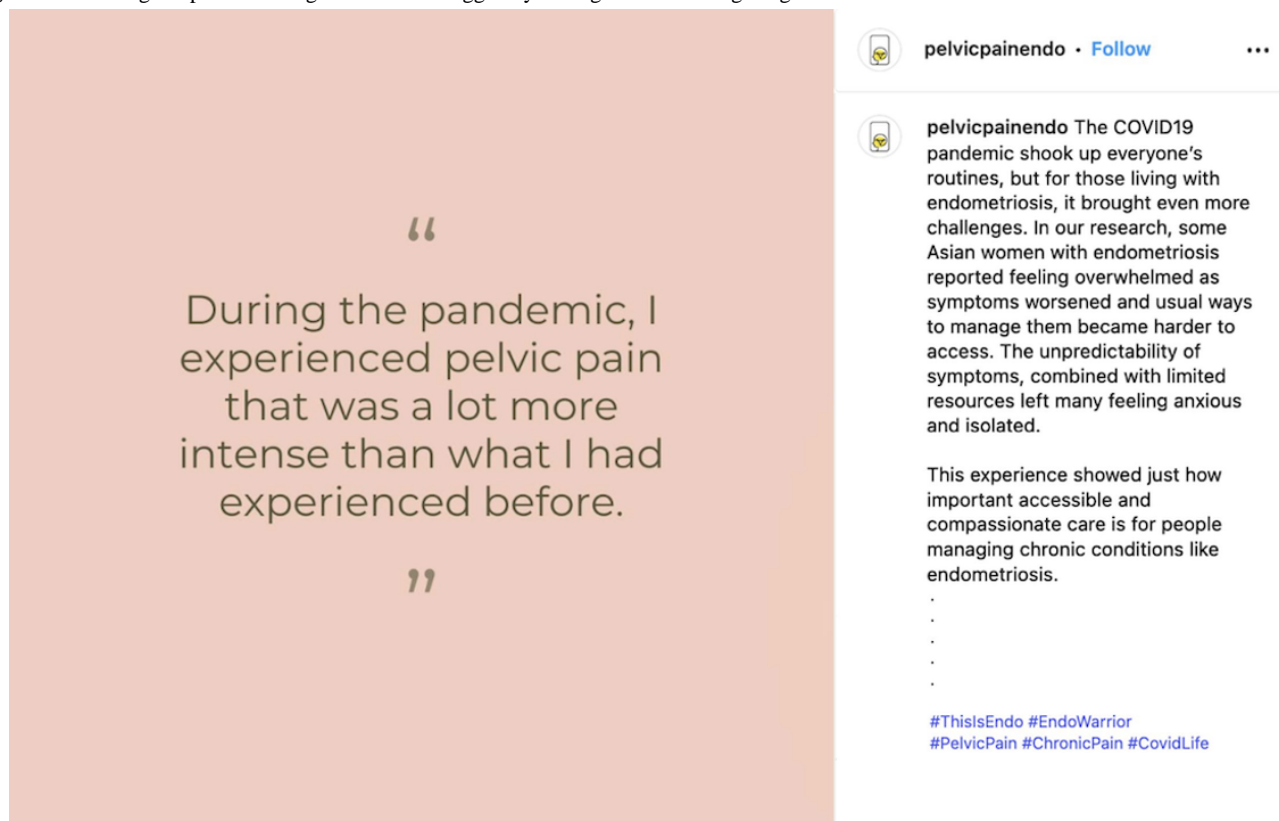 “
During the pandemic, I
experienced pelvic pain
that was a lot more
intense than what I had
experienced before.
”
pelvicpainendo • Follow
pelvicpainendo The COVID19
pandemic shook up everyone’s
routines, but for those living with
endometriosis, it brought even more
challenges. In our research, some
Asian women with endometriosis
reported feeling overwhelmed as
symptoms worsened and usual ways
to manage them became harder to
access. The unpredictability of
symptoms, combined with limited
resources left many feeling anxious
and isolated.
This experience showed just how
important accessible and
compassionate care is for people
managing chronic conditions like
endometriosis.
.
.
.
.
.
#ThisIsEndo #EndoWarrior
#PelvicPain #ChronicPain #CovidLife